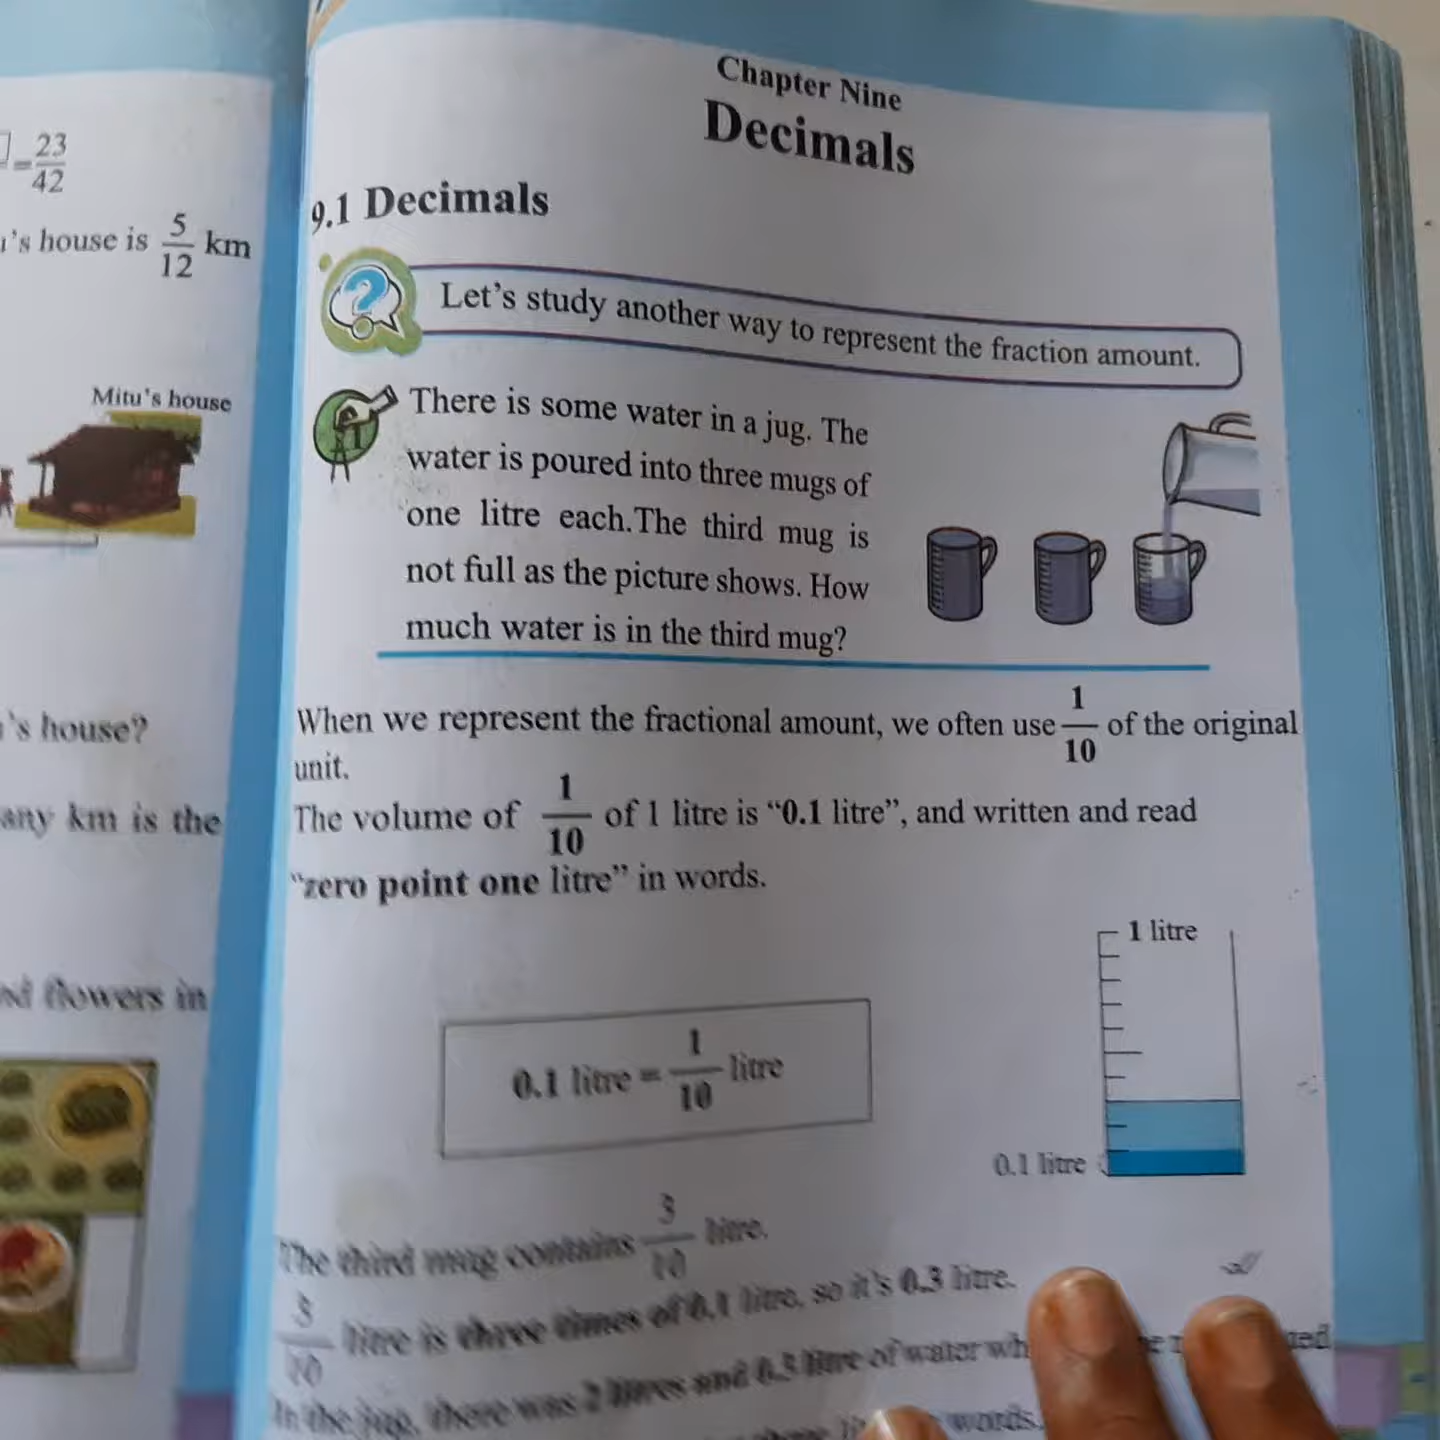 = 23/42
's house is 5/12 km
Mitu's house
's house?
any km is the
flowers in
Chapter Nine
Decimals
9.1 Decimals
Let's study another way to represent the fraction amount.
There is some water in a jug. The
water is poured into three mugs of
one litre each.The third mug is
not full as the picture shows. How
much water is in the third mug?
When we represent the fractional amount, we often use 1/10 of the original
unit.
The volume of 1/10 of 1 litre is “0.1 litre”, and written and read
“zero point one litre” in words.
1 litre
0.1 litre = 1/10 litre
0.1 litre
The third mug contains 3/10 litre.
3/10 litre is three times of 0.1 litre, so it's 0.3 litre.
In the jug, there was 2 litres and 0.3 litre of water
words.